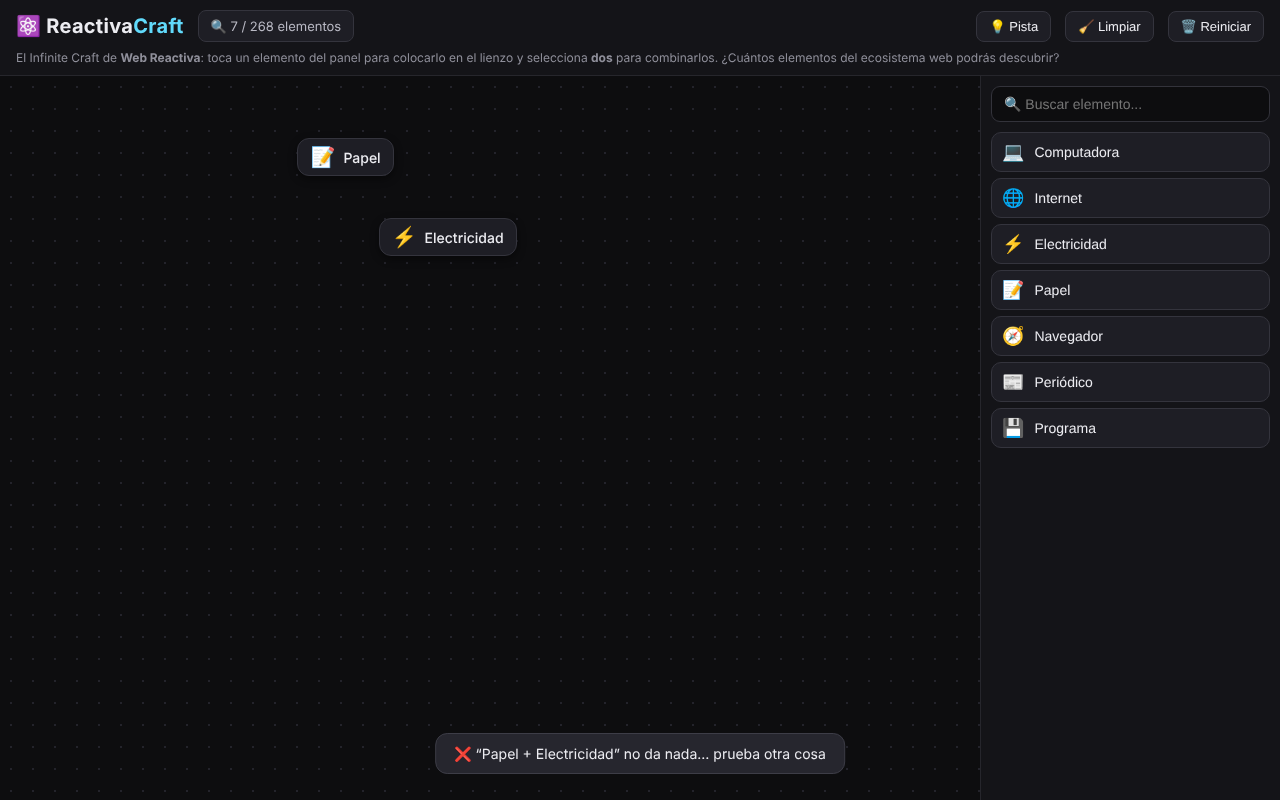 ReactivaCraft
7 / 268 elementos
Pista
Limpiar
Reiniciar
El Infinite Craft de Web Reactiva: toca un elemento del panel para colocarlo en el lienzo y selecciona dos para combinarlos. ¿Cuántos elementos del ecosistema web podrás descubrir?
Papel
Electricidad
Buscar elemento...
Computadora
Internet
Electricidad
Papel
Navegador
Periódico
Programa
“Papel + Electricidad” no da nada... prueba otra cosa